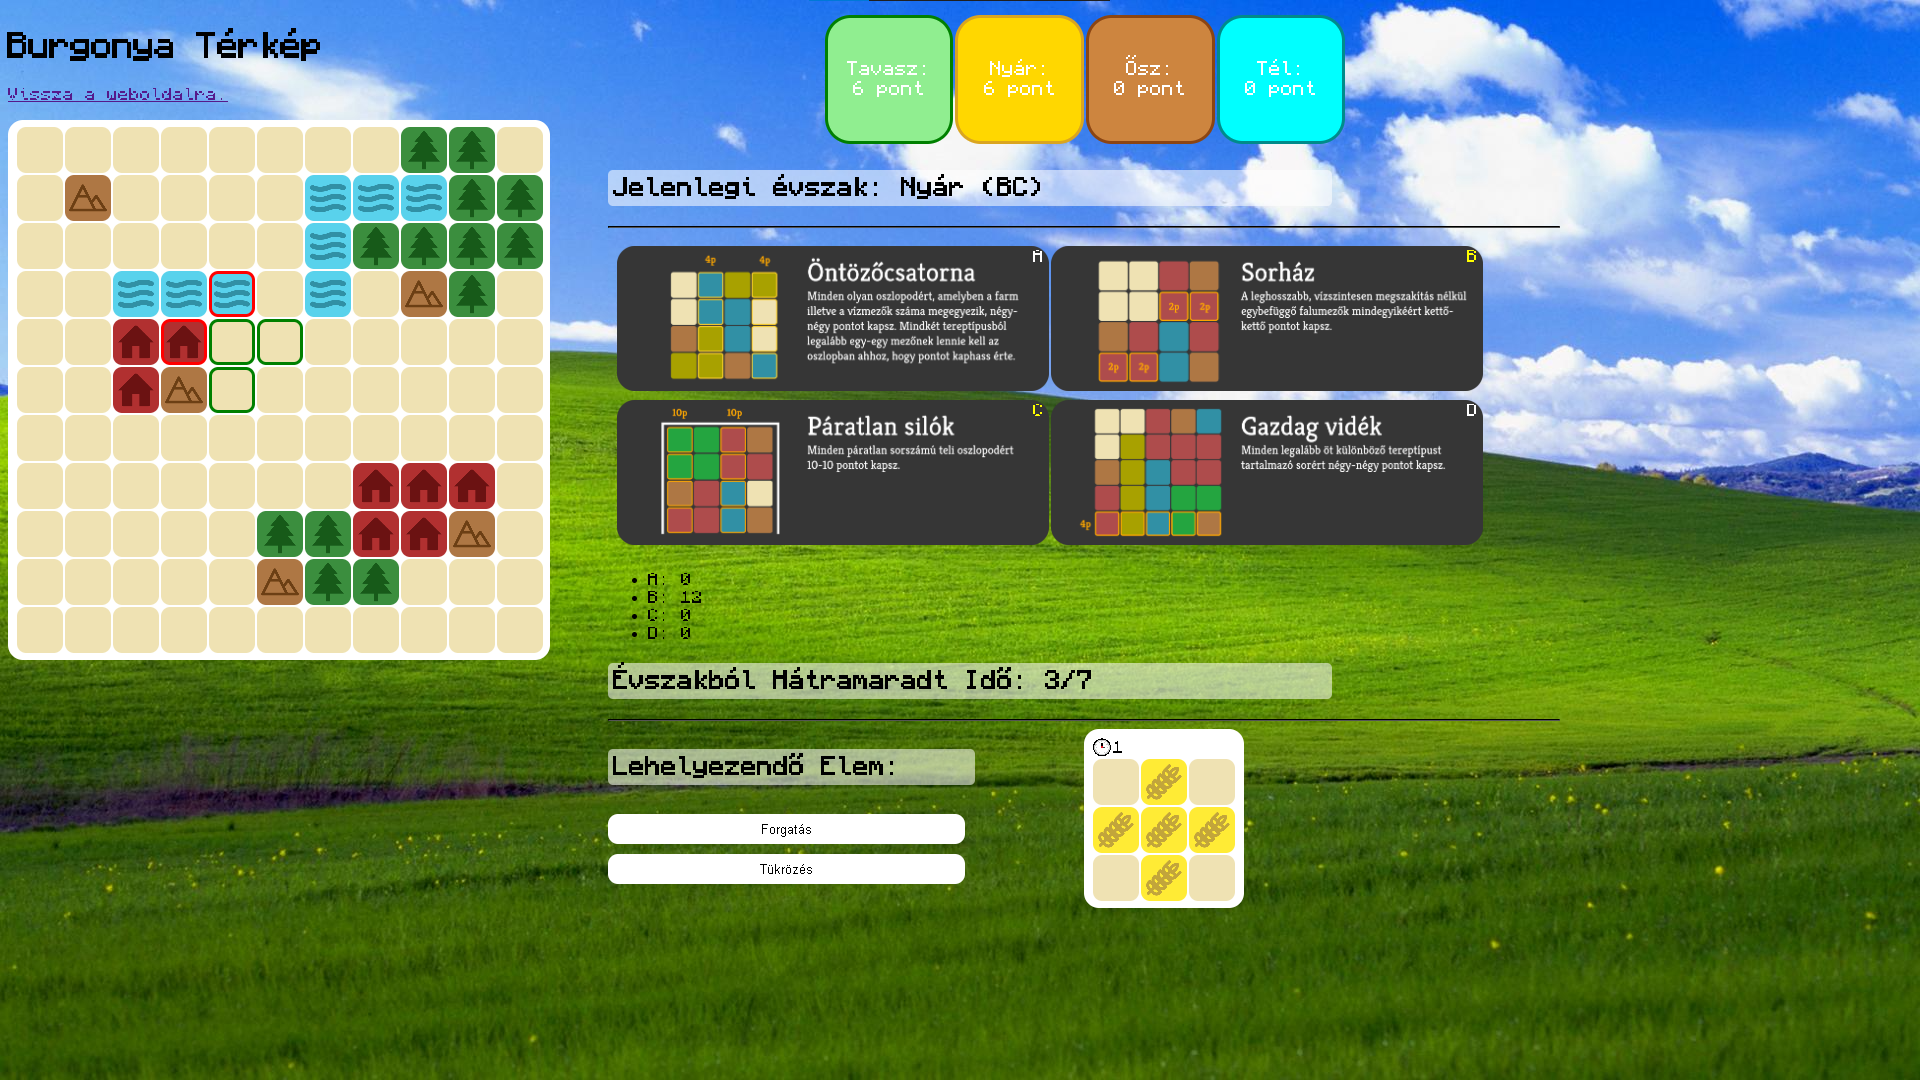 Burgonya Térkép
Vissza a weboldalra.
Tavasz:
6 pont
Nyár:
6 pont
Ősz:
0 pont
Tél:
0 pont
Jelenlegi évszak: Nyár (BC)
A
4p 4p
Öntözőcsatorna
Minden olyan oszlopodért, amelyben a farm
illetve a vízmezők száma megegyezik, négy-
négy pontot kapsz. Mindkét tereptípusból
legalább egy-egy mezőnek lennie kell az
oszlopban ahhoz, hogy pontot kaphass érte.
B
Sorház
A leghosszabb, vízszintesen megszakítás nélkül
egybefüggő falumezők mindegyikéért kettő-
kettő pontot kapsz.
2p 2p
2p 2p
C
10p 10p
Páratlan silók
Minden páratlan sorszámú teli oszlopodért
10-10 pontot kapsz.
D
Gazdag vidék
Minden legalább öt különböző tereptípust
tartalmazó sorért négy-négy pontot kapsz.
4p
A: 0
B: 12
C: 0
D: 0
Évszakból Hátramaradt Idő: 3/7
Lehelyezendő Elem:
1
Forgatás
Tükrözés